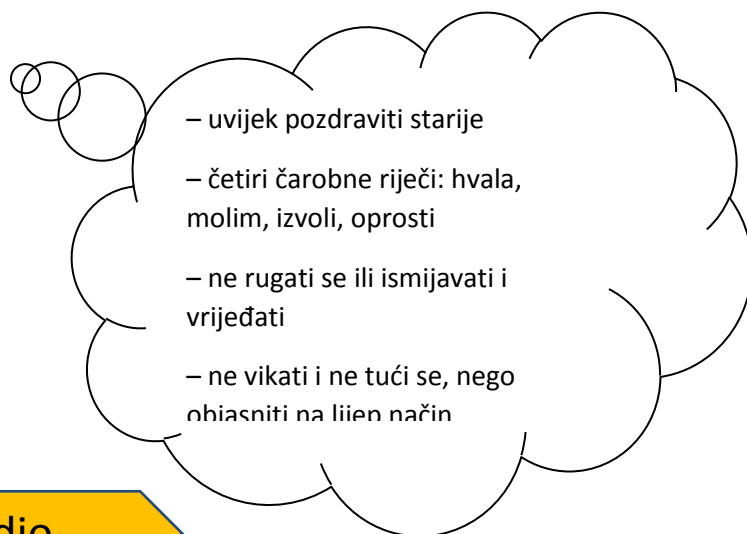 – uvijek pozdraviti starije
– četiri čarobne riječi: hvala,
molim, izvoli, oprosti
– ne rugati se ili ismijavati i
vrijeđati
– ne vikati i ne tući se, nego
objasniti na lijep način